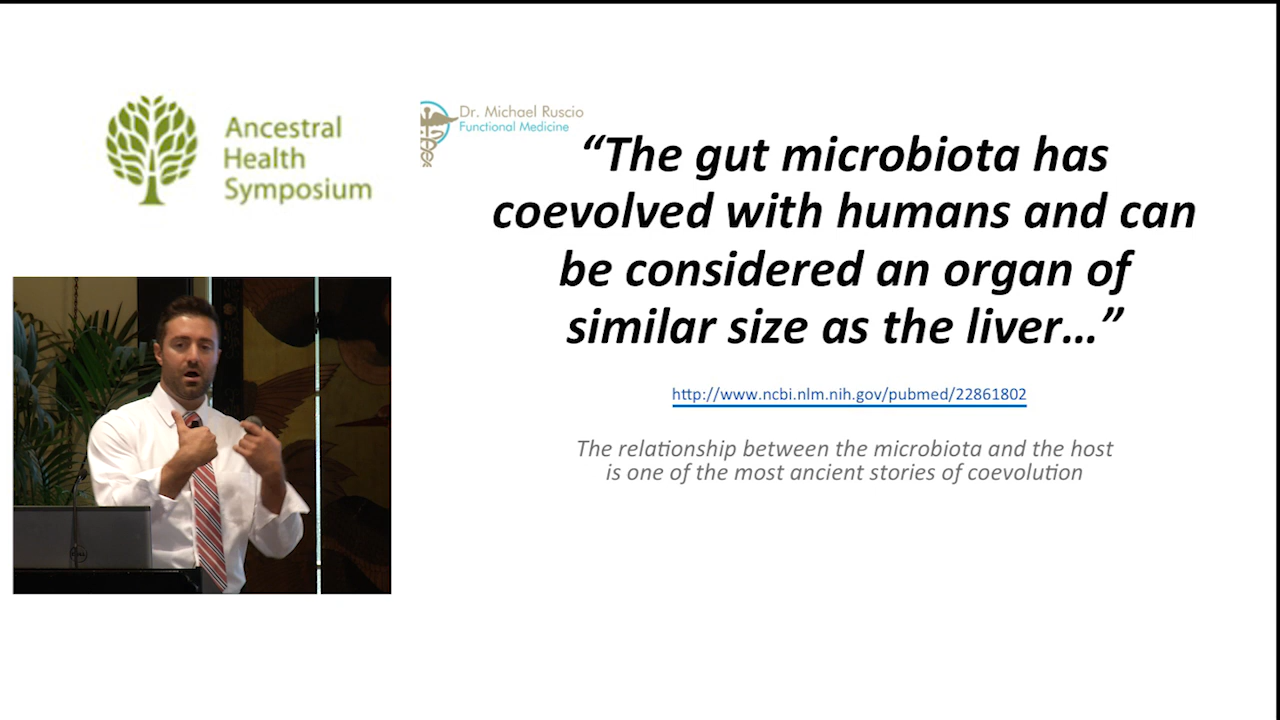 Ancestral
Health
Symposium
Dr. Michael Ruscio
Functional Medicine
“The gut microbiota has
coevolved with humans and can
be considered an organ of
similar size as the liver…”
http://www.ncbi.nlm.nih.gov/pubmed/22861802
The relationship between the microbiota and the host
is one of the most ancient stories of coevolution